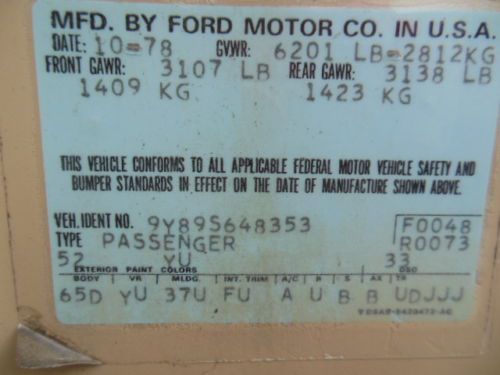 MFD. BY FORD MOTOR CO. IN U.S.A.
DATE: 10-78 GVWR: 6201 LB-2812KG
FRONT GAWR: 3107 LB REAR GAWR: 3138 LB
1409 KG 1423 KG
THIS VEHICLE CONFORMS TO ALL APPLICABLE FEDERAL MOTOR VEHICLE SAFETY AND
BUMPER STANDARDS IN EFFECT ON THE DATE OF MANUFACTURE SHOWN ABOVE.
VEH. IDENT NO. 9Y89S648353 F0048
TYPE PASSENGER R0073
52 YU 33
EXTERIOR PAINT COLORS DSO
BODY VR MLDG. INT. TRIM A/C R S AX TR
65D YU 37U FU A U B B UDJJJ